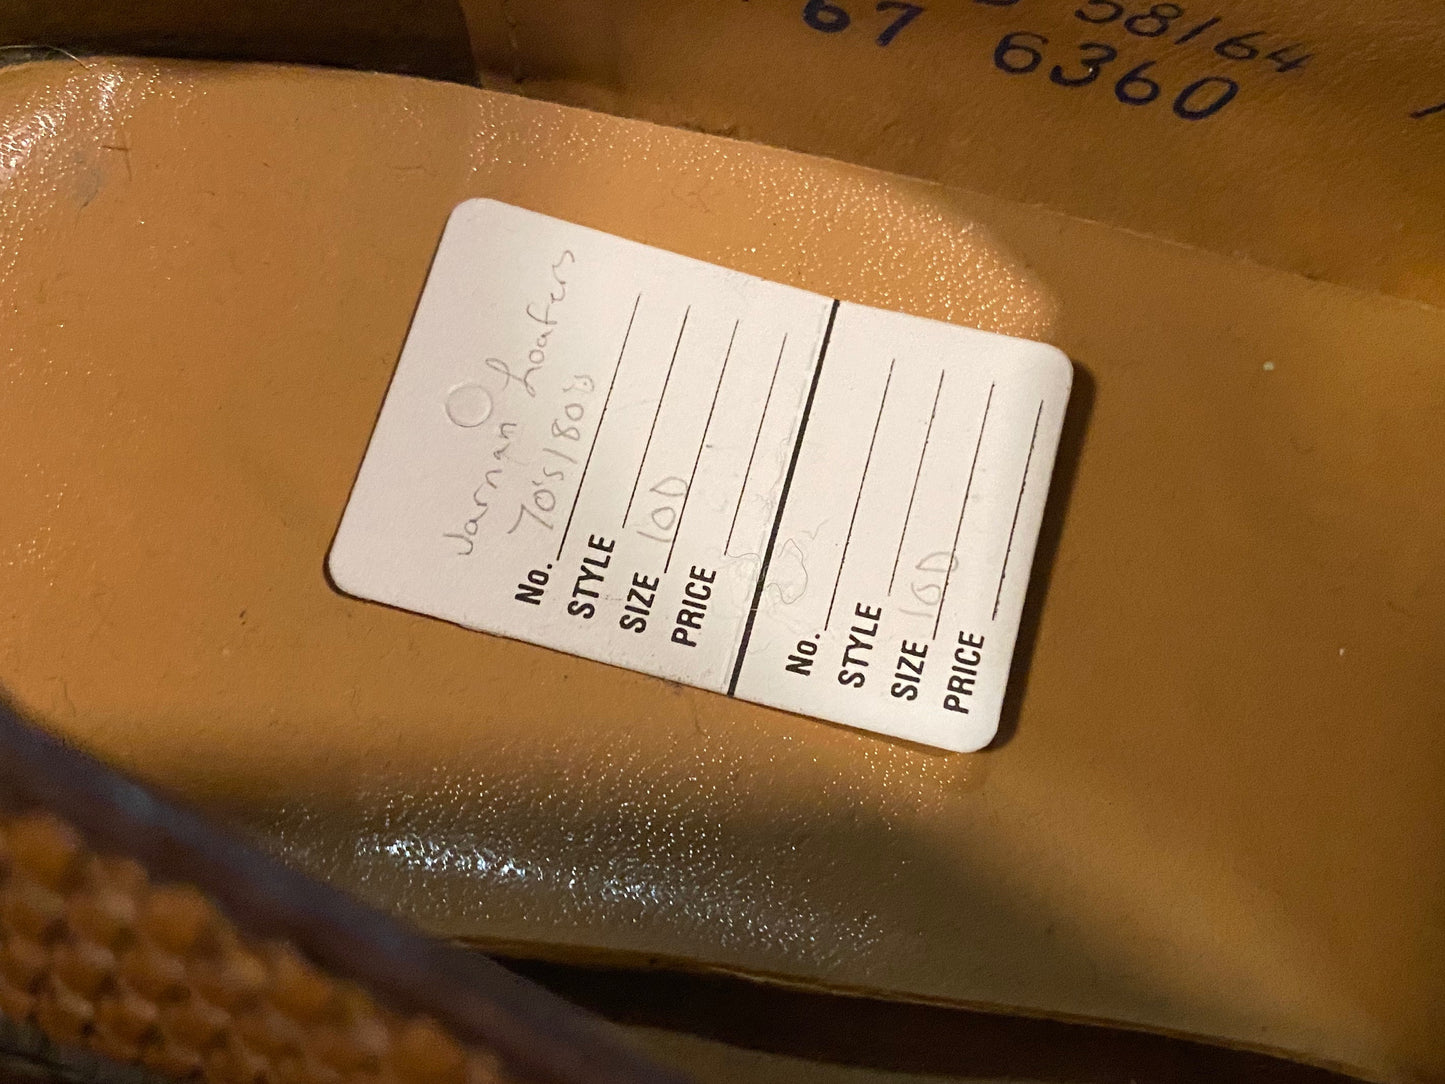 58/64
67 6360
Jarman Loafers
70's/80's
No.
STYLE
SIZE 10D
PRICE
No.
STYLE
SIZE 10D
PRICE